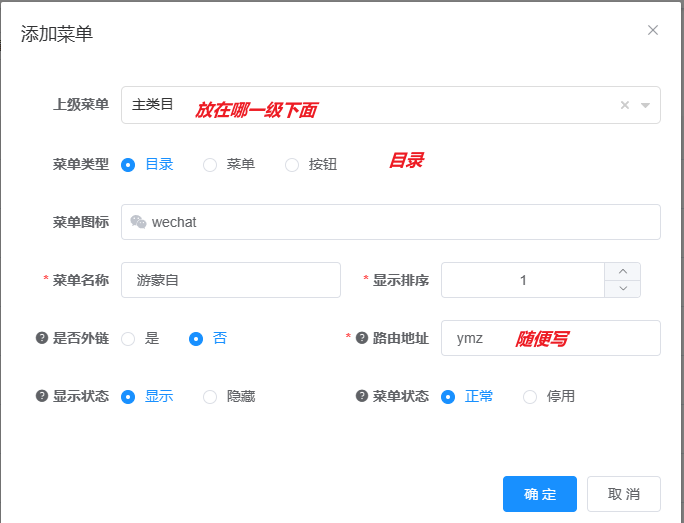 添加菜单
上级菜单 主类目 放在哪一级下面
菜单类型 目录 菜单 按钮 目录
菜单图标 wechat
* 菜单名称 游蒙自 * 显示排序 1
是否外链 是 否 * 路由地址 ymz 随便写
显示状态 显示 隐藏 菜单状态 正常 停用
确 定 取 消